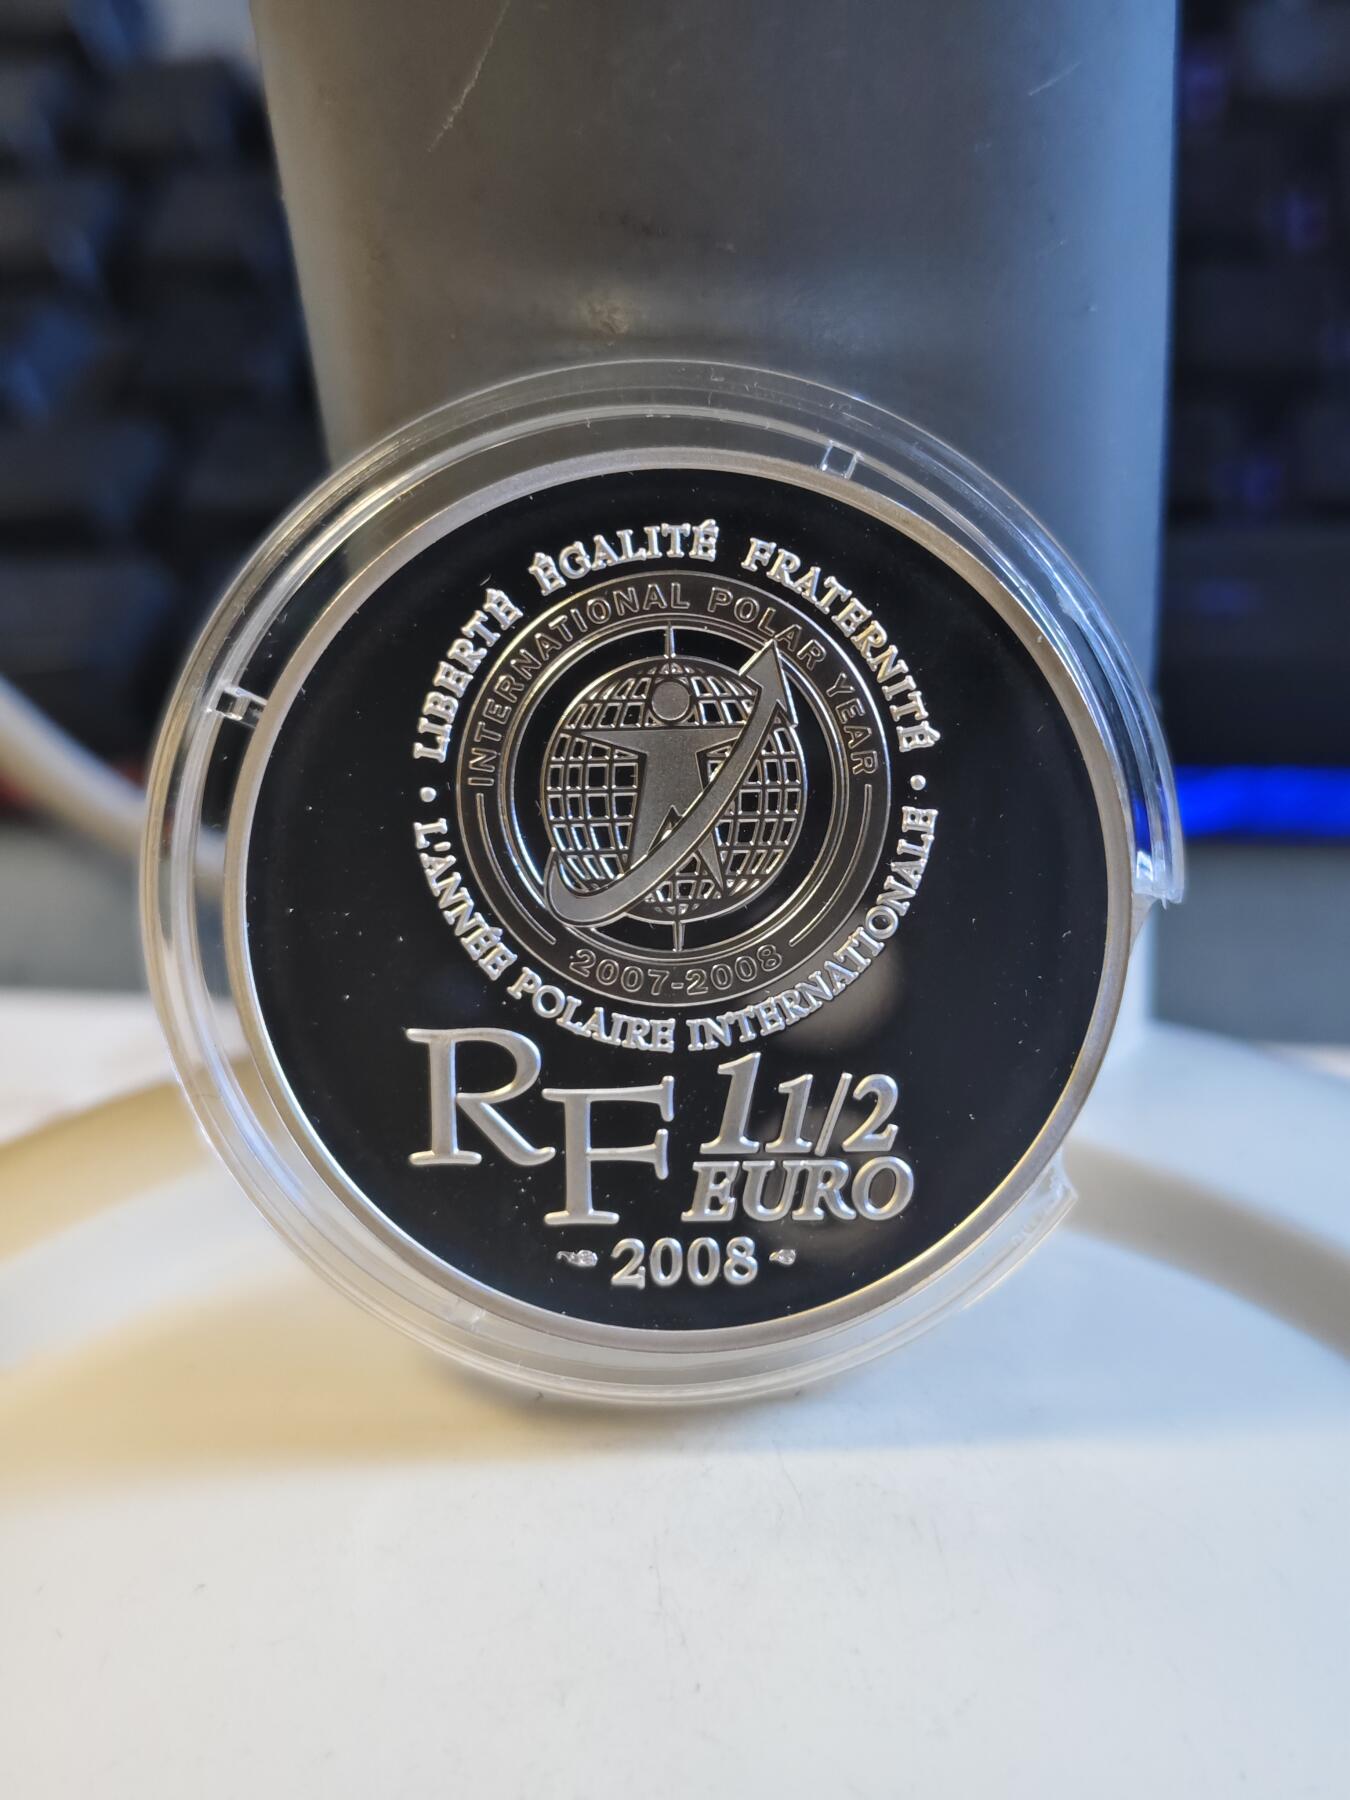 LIBERTÉ ÉGALITÉ FRATERNITÉ
INTERNATIONAL POLAR YEAR
2007-2008
L'ANNÉE POLAIRE INTERNATIONALE
RF
1 1/2
EURO
2008